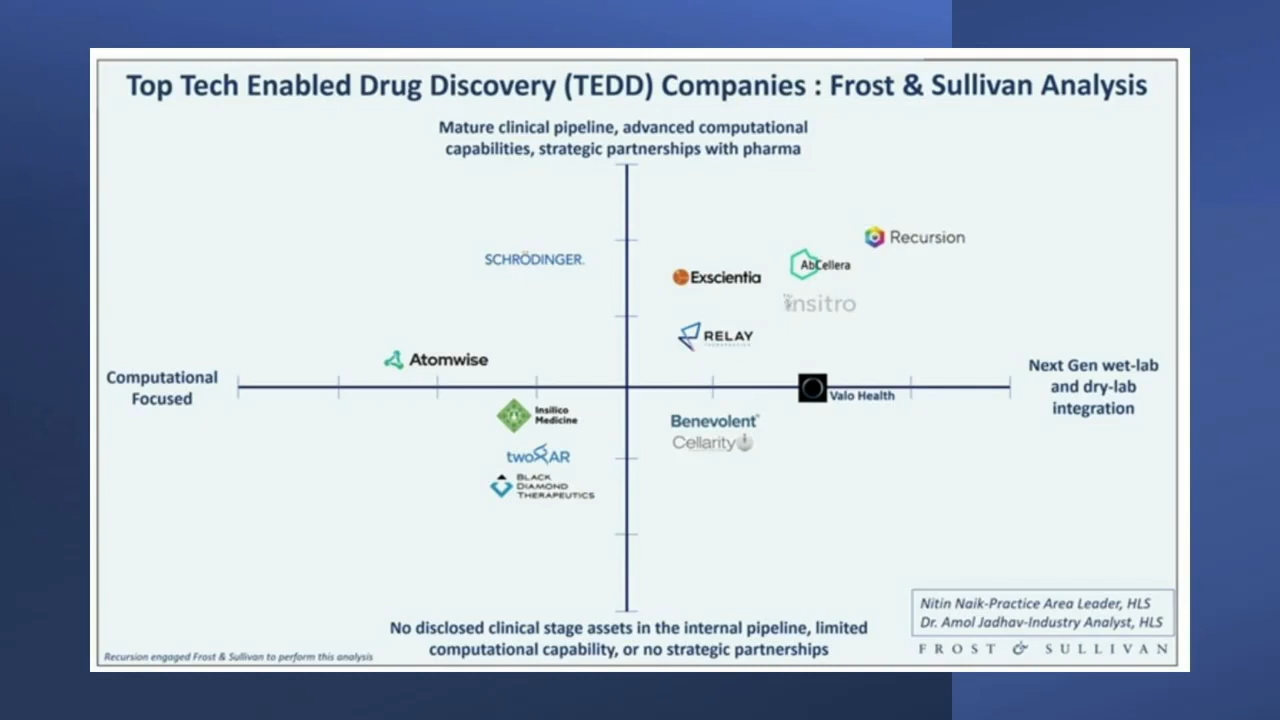 Top Tech Enabled Drug Discovery (TEDD) Companies : Frost & Sullivan Analysis
Mature clinical pipeline, advanced computational
capabilities, strategic partnerships with pharma
Recursion
SCHRÖDINGER.
AbCellera
Exscientia
insitro
RELAY
THERAPEUTICS
Atomwise
Computational
Focused
Next Gen wet-lab
and dry-lab
integration
Valo Health
Insilico
Medicine
Benevolent
Cellarity
twoXAR
BLACK
DIAMOND
THERAPEUTICS
No disclosed clinical stage assets in the internal pipeline, limited
computational capability, or no strategic partnerships
Nitin Naik-Practice Area Leader, HLS
Dr. Amol Jadhav-Industry Analyst, HLS
FROST & SULLIVAN
Recursion engaged Frost & Sullivan to perform this analysis